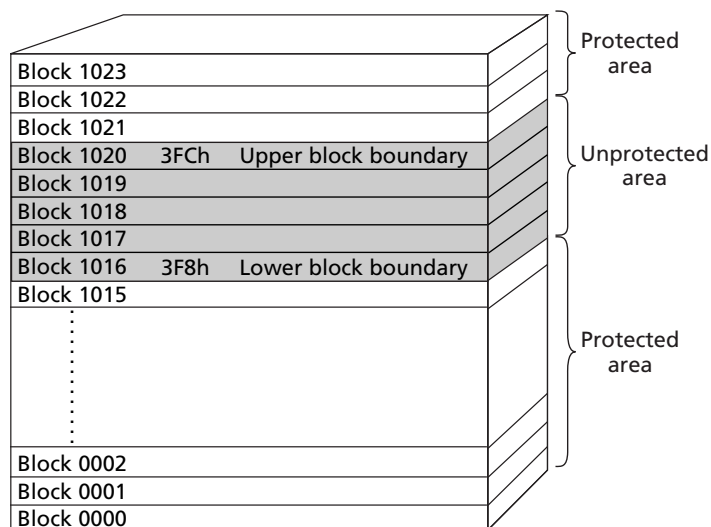 Block 1023
Block 1022
Block 1021
Block 1020 3FCh Upper block boundary
Block 1019
Block 1018
Block 1017
Block 1016 3F8h Lower block boundary
Block 1015
Block 0002
Block 0001
Block 0000
Protected
area
Unprotected
area
Protected
area